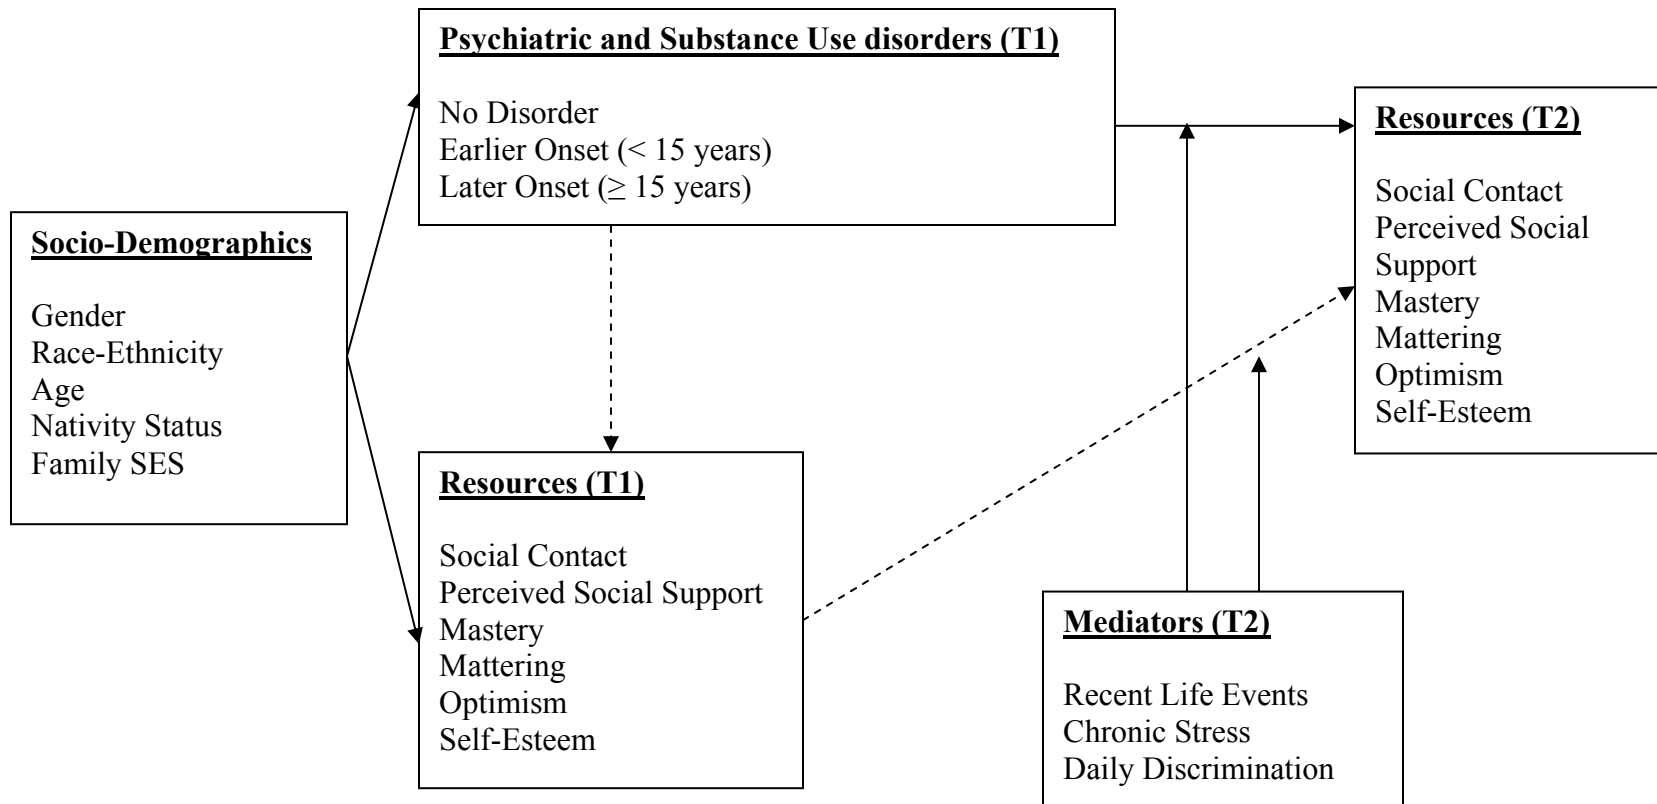 Psychiatric and Substance Use disorders (T1)
No Disorder
Earlier Onset (< 15 years)
Later Onset (≥ 15 years)
Resources (T2)
Social Contact
Perceived Social
Support
Mastery
Mattering
Optimism
Self-Esteem
Socio-Demographics
Gender
Race-Ethnicity
Age
Nativity Status
Family SES
Resources (T1)
Social Contact
Perceived Social Support
Mastery
Mattering
Optimism
Self-Esteem
Mediators (T2)
Recent Life Events
Chronic Stress
Daily Discrimination